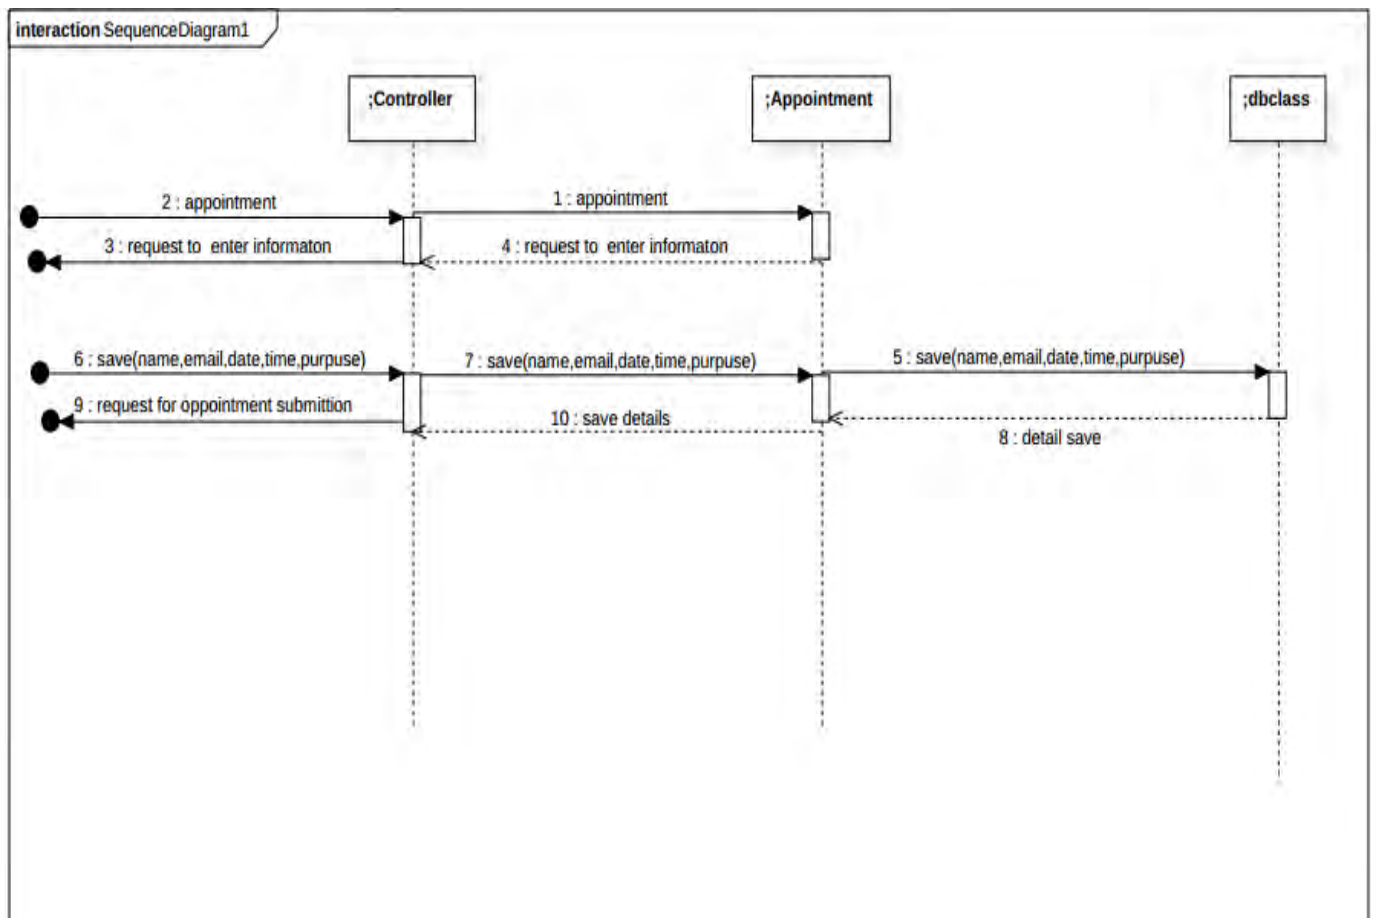 interaction SequenceDiagram1
;Controller
;Appointment
;dbclass
2 : appointment
1 : appointment
3 : request to enter informaton
4 : request to enter informaton
6 : save(name,email,date,time,purpuse)
7 : save(name,email,date,time,purpuse)
5 : save(name,email,date,time,purpuse)
9 : request for oppointment submittion
10 : save details
8 : detail save